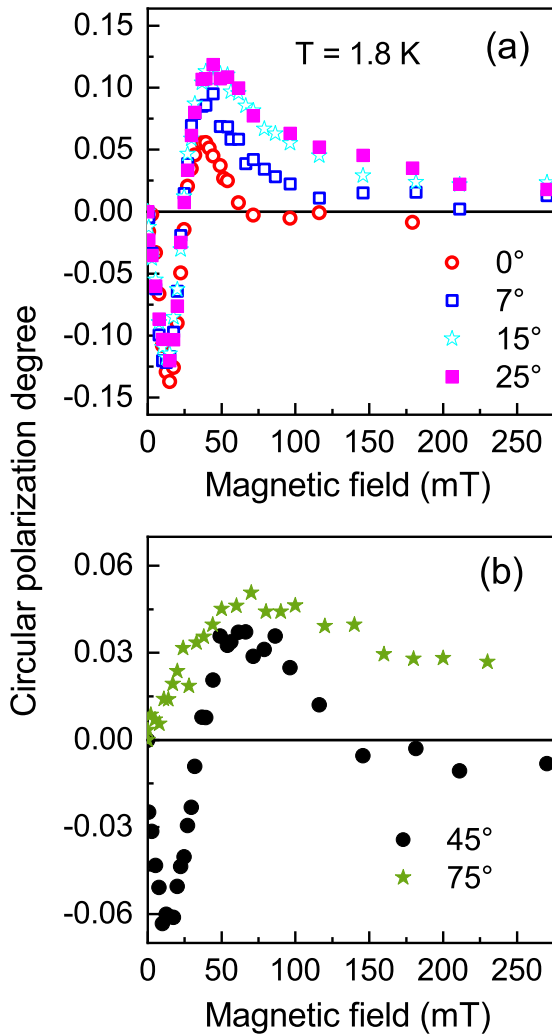 0.15
(a)
T = 1.8 K
0.10
0.05
0.00
-0.05
0°
7°
-0.10
15°
25°
-0.15
0 50 100 150 200 250
Magnetic field (mT)
Circular polarization degree
0.06
(b)
0.03
0.00
-0.03
45°
75°
-0.06
0 50 100 150 200 250
Magnetic field (mT)